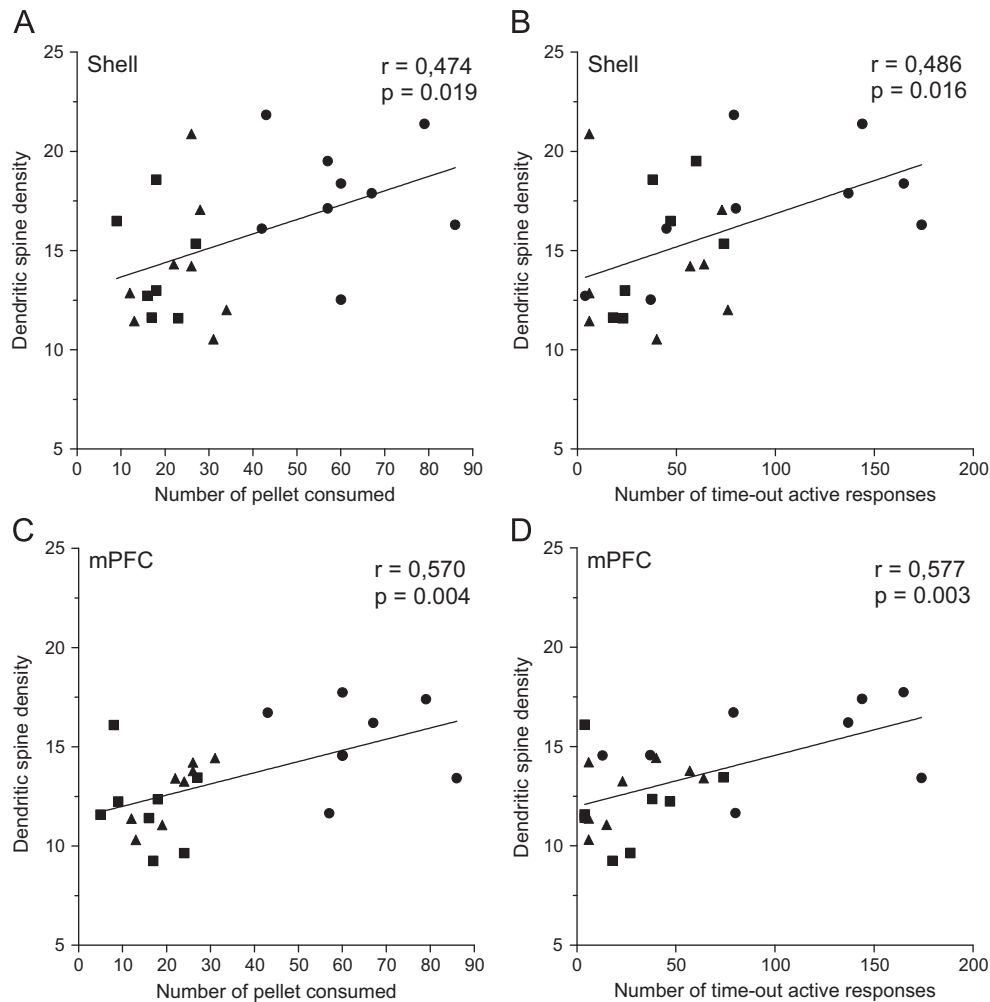 A
Shell
r = 0,474
p = 0.019
Dendritic spine density
25
20
15
10
5
0 10 20 30 40 50 60 70 80 90
Number of pellet consumed
B
Shell
r = 0,486
p = 0.016
Dendritic spine density
25
20
15
10
5
0 50 100 150 200
Number of time-out active responses
C
mPFC
r = 0,570
p = 0.004
Dendritic spine density
25
20
15
10
5
0 10 20 30 40 50 60 70 80 90
Number of pellet consumed
D
mPFC
r = 0,577
p = 0.003
Dendritic spine density
25
20
15
10
5
0 50 100 150 200
Number of time-out active responses